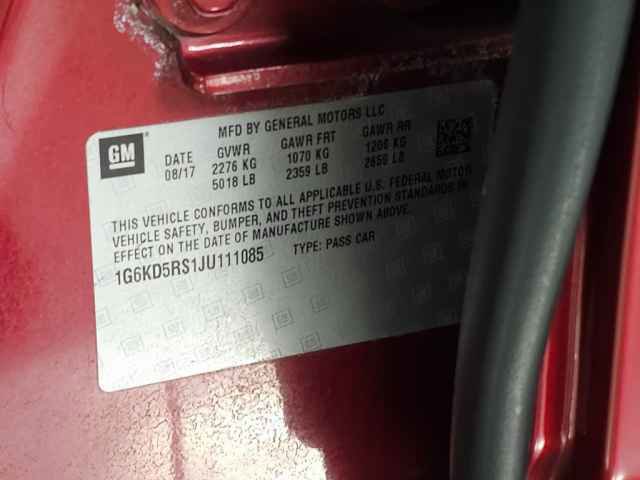 GM
MFD BY GENERAL MOTORS LLC
DATE GVWR GAWR FRT GAWR RR
08/17 2276 KG 1070 KG 1206 KG
5018 LB 2359 LB 2659 LB
THIS VEHICLE CONFORMS TO ALL APPLICABLE U.S. FEDERAL MOTOR
VEHICLE SAFETY, BUMPER, AND THEFT PREVENTION STANDARDS IN
EFFECT ON THE DATE OF MANUFACTURE SHOWN ABOVE.
1G6KD5RS1JU111085 TYPE: PASS CAR